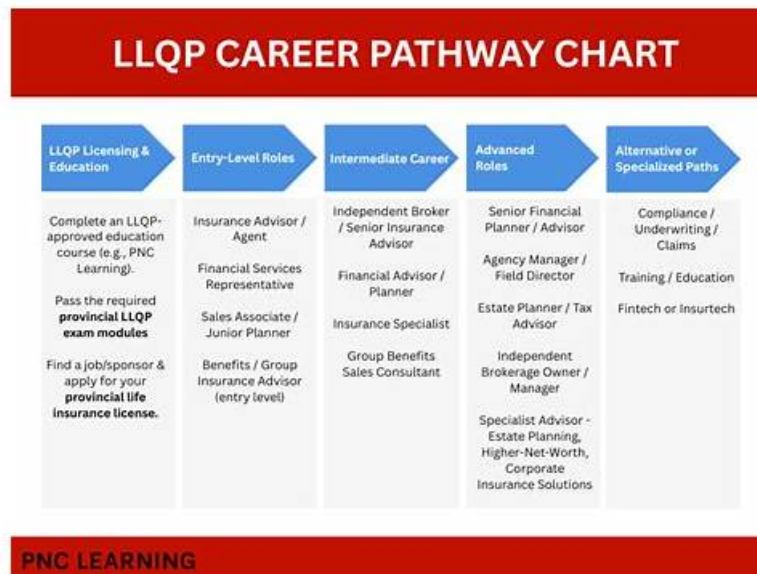 LLQP CAREER PATHWAY CHART
LLQP Licensing &
Education
Complete an LLQP-
approved education
course (e.g., PNC
Learning).
Pass the required
provincial LLQP
exam modules
Find a job/sponsor &
apply for your
provincial life
insurance license.
Entry-Level Roles
Insurance Advisor /
Agent
Financial Services
Representative
Sales Associate /
Junior Planner
Benefits / Group
Insurance Advisor
(entry level)
Intermediate Career
Independent Broker
/ Senior Insurance
Advisor
Financial Advisor /
Planner
Insurance Specialist
Group Benefits
Sales Consultant
Advanced
Roles
Senior Financial
Planner / Advisor
Agency Manager /
Field Director
Estate Planner / Tax
Advisor
Independent
Brokerage Owner /
Manager
Specialist Advisor -
Estate Planning,
Higher-Net-Worth,
Corporate
Insurance Solutions
Alternative or
Specialized Paths
Compliance /
Underwriting /
Claims
Training / Education
Fintech or Insurtech
PNC LEARNING